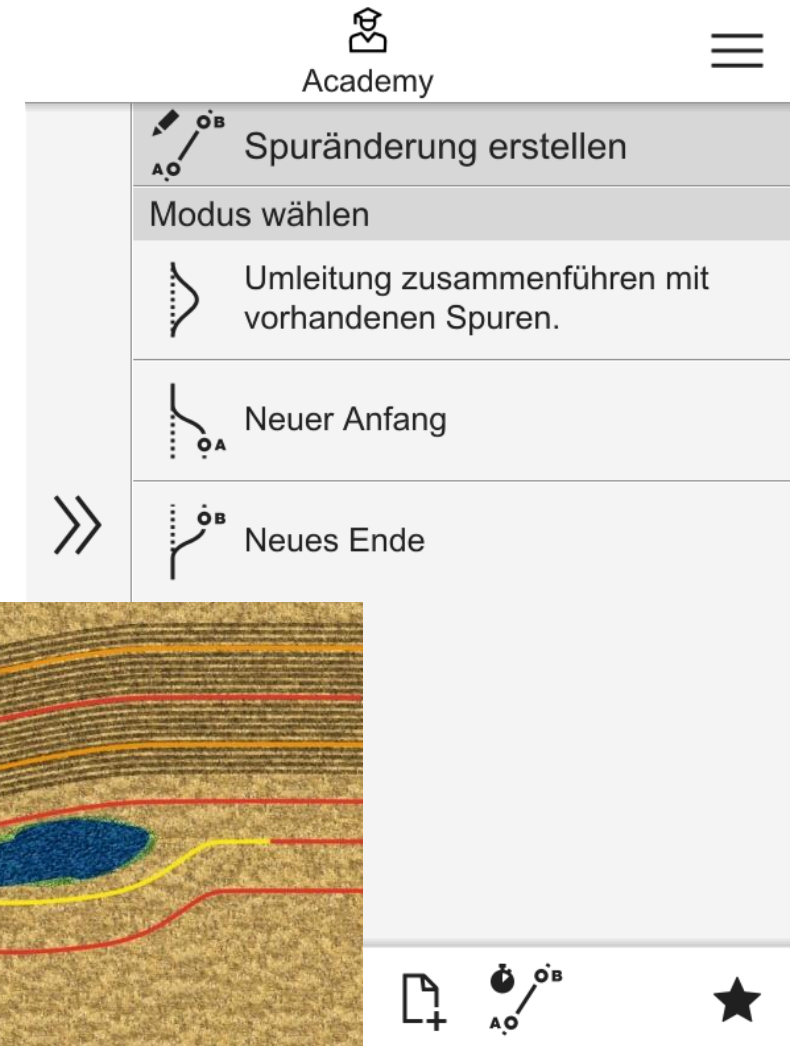 Academy
A B
Spuränderung erstellen
Modus wählen
Umleitung zusammenführen mit
vorhandenen Spuren.
A
Neuer Anfang
B
Neues Ende
A B